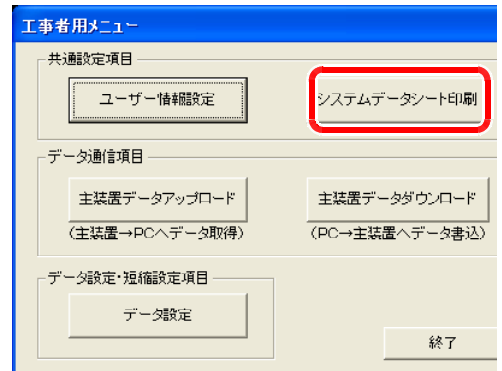 工事者用メニュー
共通設定項目
ユーザー情報設定
システムデータシート印刷
データ通信項目
主装置データアップロード
主装置データダウンロード
(主装置→PCへデータ取得)
(PC→主装置へデータ書込)
データ設定・短縮設定項目
データ設定
終了